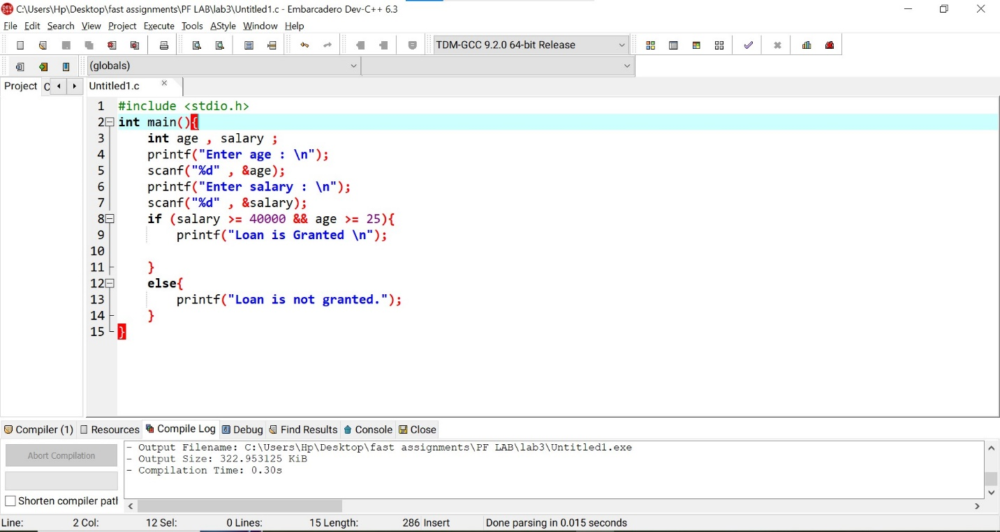 C:\Users\Hp\Desktop\fast assignments\PF LAB\lab3\Untitled1.c - Embarcadero Dev-C++ 6.3
File Edit Search View Project Execute Tools AStyle Window Help
TDM-GCC 9.2.0 64-bit Release
(globals)
Project C Untitled1.c
1 #include <stdio.h>
2 int main(){
3 int age , salary ;
4 printf("Enter age : \n");
5 scanf("%d" , &age);
6 printf("Enter salary : \n");
7 scanf("%d" , &salary);
8 if (salary >= 40000 && age >= 25){
9 printf("Loan is Granted \n");
10
11 }
12 else{
13 printf("Loan is not granted.");
14 }
15 }
Compiler (1) Resources Compile Log Debug Find Results Console Close
Abort Compilation
- Output Filename: C:\Users\Hp\Desktop\fast assignments\PF LAB\lab3\Untitled1.exe
- Output Size: 322.953125 KiB
- Compilation Time: 0.30s
Shorten compiler path
Line: 2 Col: 12 Sel: 0 Lines: 15 Length: 286 Insert Done parsing in 0.015 seconds